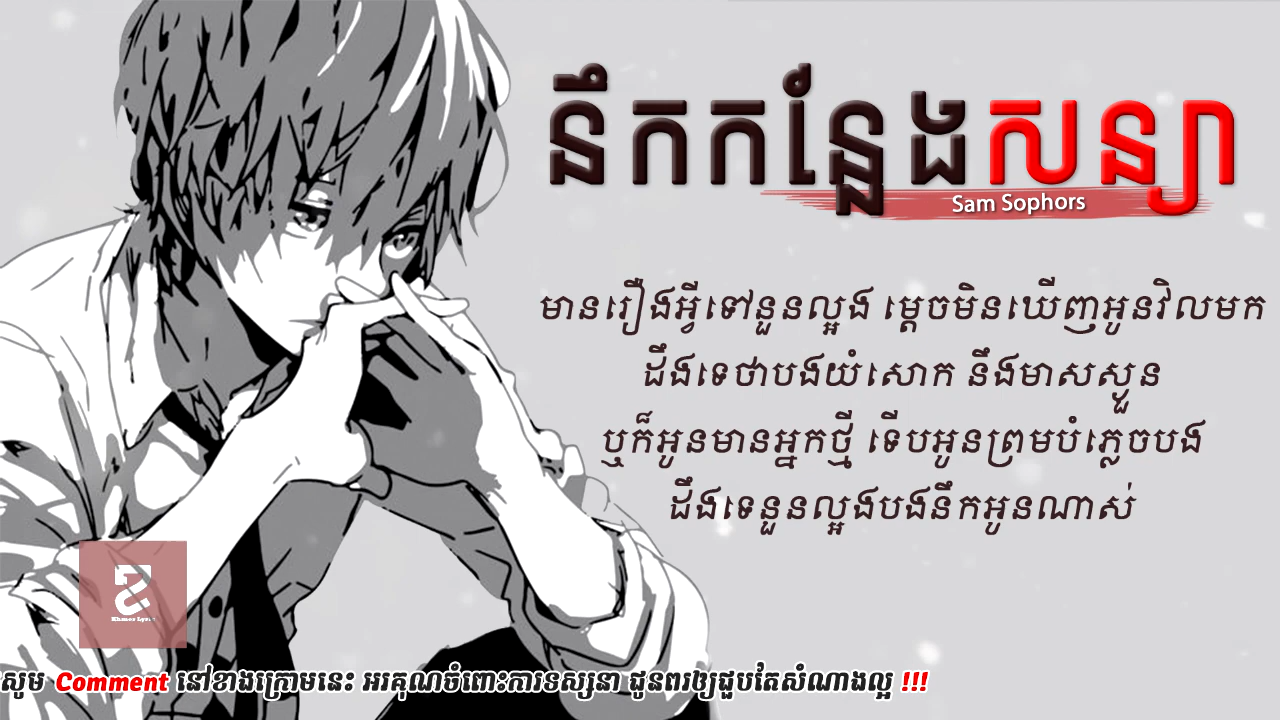 នឹកកន្លែងសន្យា
Sam Sophors
មានរឿងអ្វីទៅនួនល្អង ម្ដេចមិនឃើញអូនវិលមក
ដឹងទេថាបងយំសោក នឹងមាសស្ងួន
ឬក៏អូនមានអ្នកថ្មី ទើបអូនព្រមបំភ្លេចបង
ដឹងទេនួនល្អងបងនឹកអូនណាស់
Khmer Lyric
សូម Comment នៅខាងក្រោមនេះ អរគុណចំពោះការទស្សនា ជូនពរឲ្យជួបតែសំណាងល្អ !!!